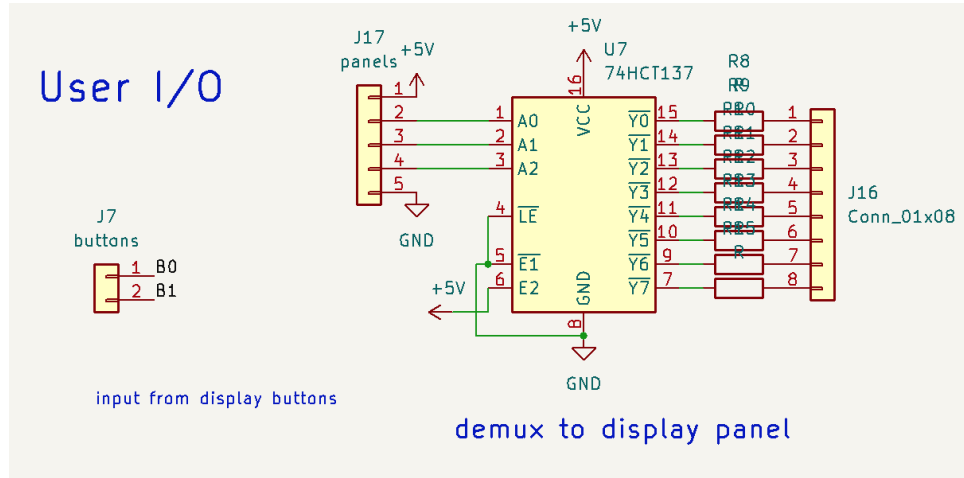 User I/O
J17
panels
+5V
1
2
3
4
5
GND
J7
buttons
1
2
B0
B1
input from display buttons
+5V
U7
74HCT137
16
VCC
1
A0
2
A1
3
A2
4
LE
5
E1
6
E2
+5V
GND
8
GND
Y0
15
Y1
14
Y2
13
Y3
12
Y4
11
Y5
10
Y6
9
Y7
7
R8
R9
R
1
2
3
4
5
6
7
8
J16
Conn_01x08
demux to display panel